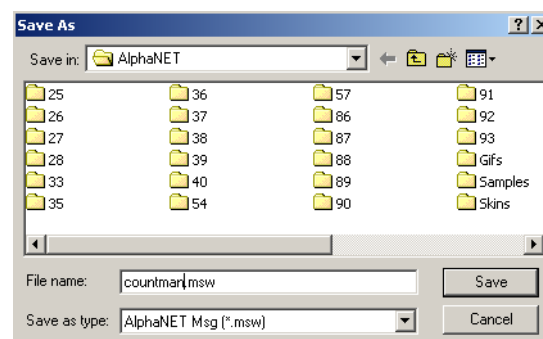 Save As
Save in: AlphaNET
25 36 57 91
26 37 86 92
27 38 87 93
28 39 88 Gifs
33 40 89 Samples
35 54 90 Skins
File name: countman.msw Save
Save as type: AlphaNET Msg (*.msw) Cancel